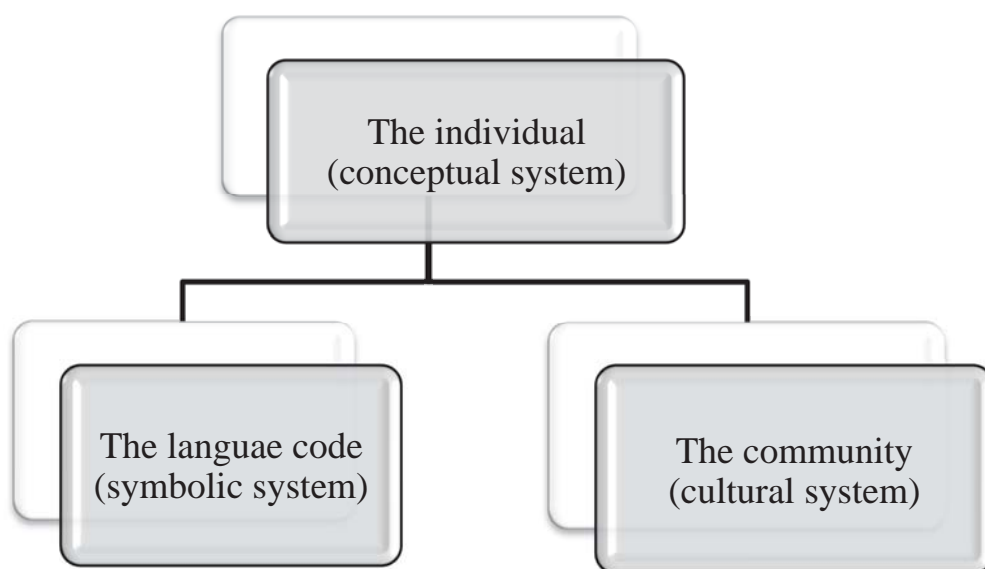 The individual
(conceptual system)
The languae code
(symbolic system)
The community
(cultural system)